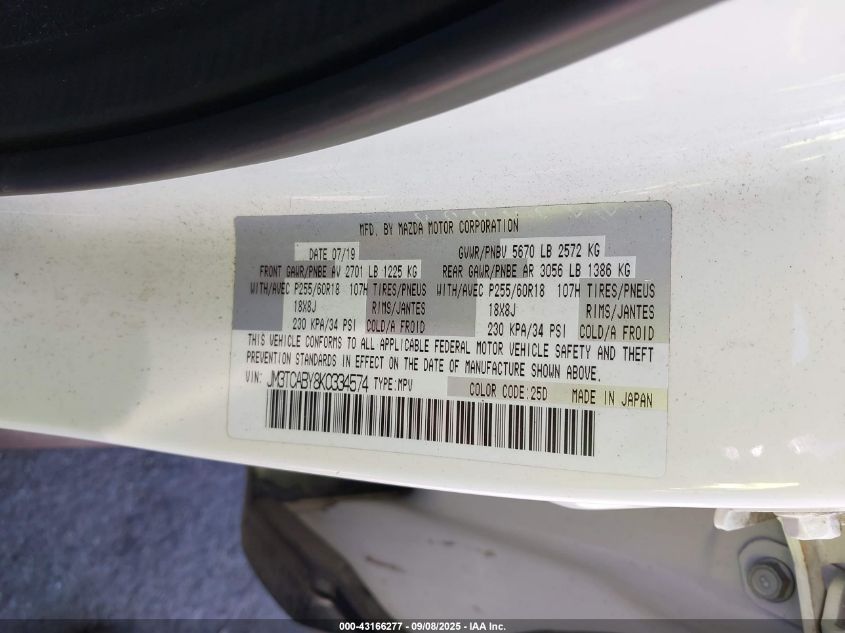 MFD. BY MAZDA MOTOR CORPORATION
DATE 07/19 GVWR/PNBV 5670 LB 2572 KG
FRONT GAWR/PNBE AV 2701 LB 1225 KG REAR GAWR/PNBE AR 3056 LB 1386 KG
WITH/AVEC P255/60R18 107H TIRES/PNEUS WITH/AVEC P255/60R18 107H TIRES/PNEUS
18X8J RIMS/JANTES 18X8J RIMS/JANTES
230 KPA/34 PSI COLD/A FROID 230 KPA/34 PSI COLD/A FROID
THIS VEHICLE CONFORMS TO ALL APPLICABLE FEDERAL MOTOR VEHICLE SAFETY AND THEFT
PREVENTION STANDARDS IN EFFECT ON THE DATE OF MANUFACTURE SHOWN ABOVE.
VIN: JM3TCABY8K0334574 TYPE:MPV COLOR CODE:25D MADE IN JAPAN
000-43166277 - 09/08/2025 - IAA Inc.